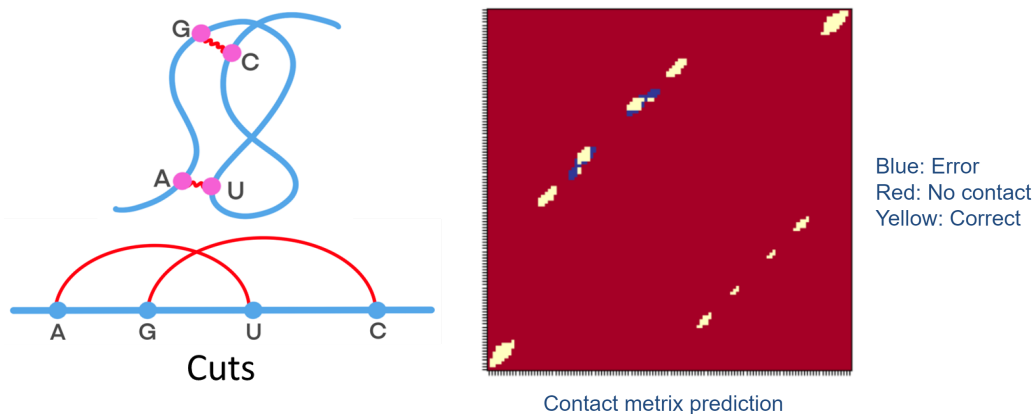 G
C
A
U
A
G
U
C
Cuts
Blue: Error
Red: No contact
Yellow: Correct
Contact metrix prediction